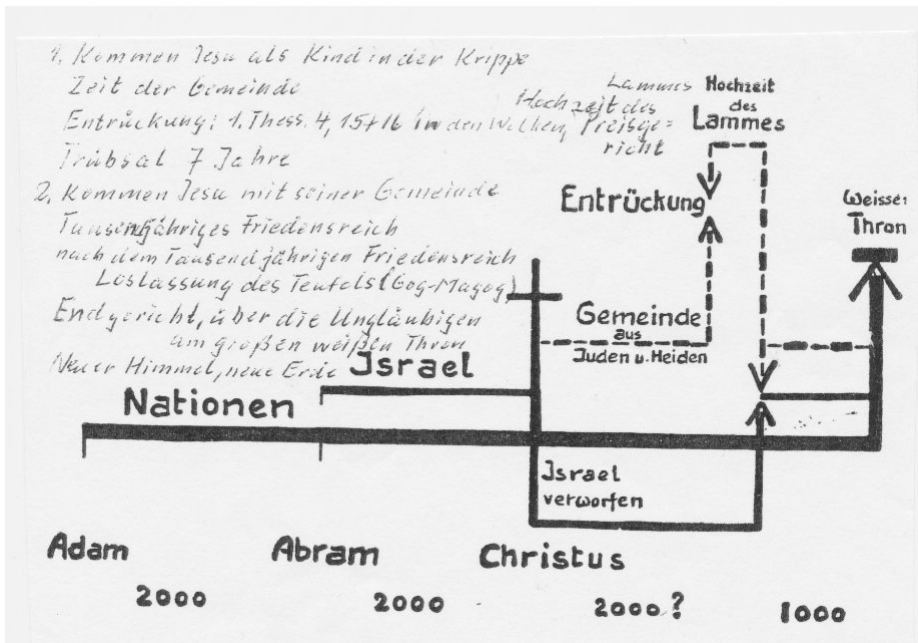 1. Kommen Jesu als Kind in der Krippe
Zeit der Gemeinde
Entrückung: 1. Thess. 4, 15+16 in den Wolken, Preisge=
richt
Hochzeit des
Lammes
Trübsal 7 Jahre
2. Kommen Jesu mit seiner Gemeinde
Tausendjähriges Friedensreich
nach dem Tausendjährigen Friedensreich
Loslassung des Teufels (Gog-Magog)
Endgericht, über die Ungläubigen
am großen weißen Thron
Neuer Himmel, neue Erde
Hochzeit
des
Lammes
Entrückung
Weisser
Thron
Gemeinde
aus
Juden u. Heiden
Israel
Nationen
Israel
verworfen
Adam
Abram
Christus
2000
2000
2000?
1000